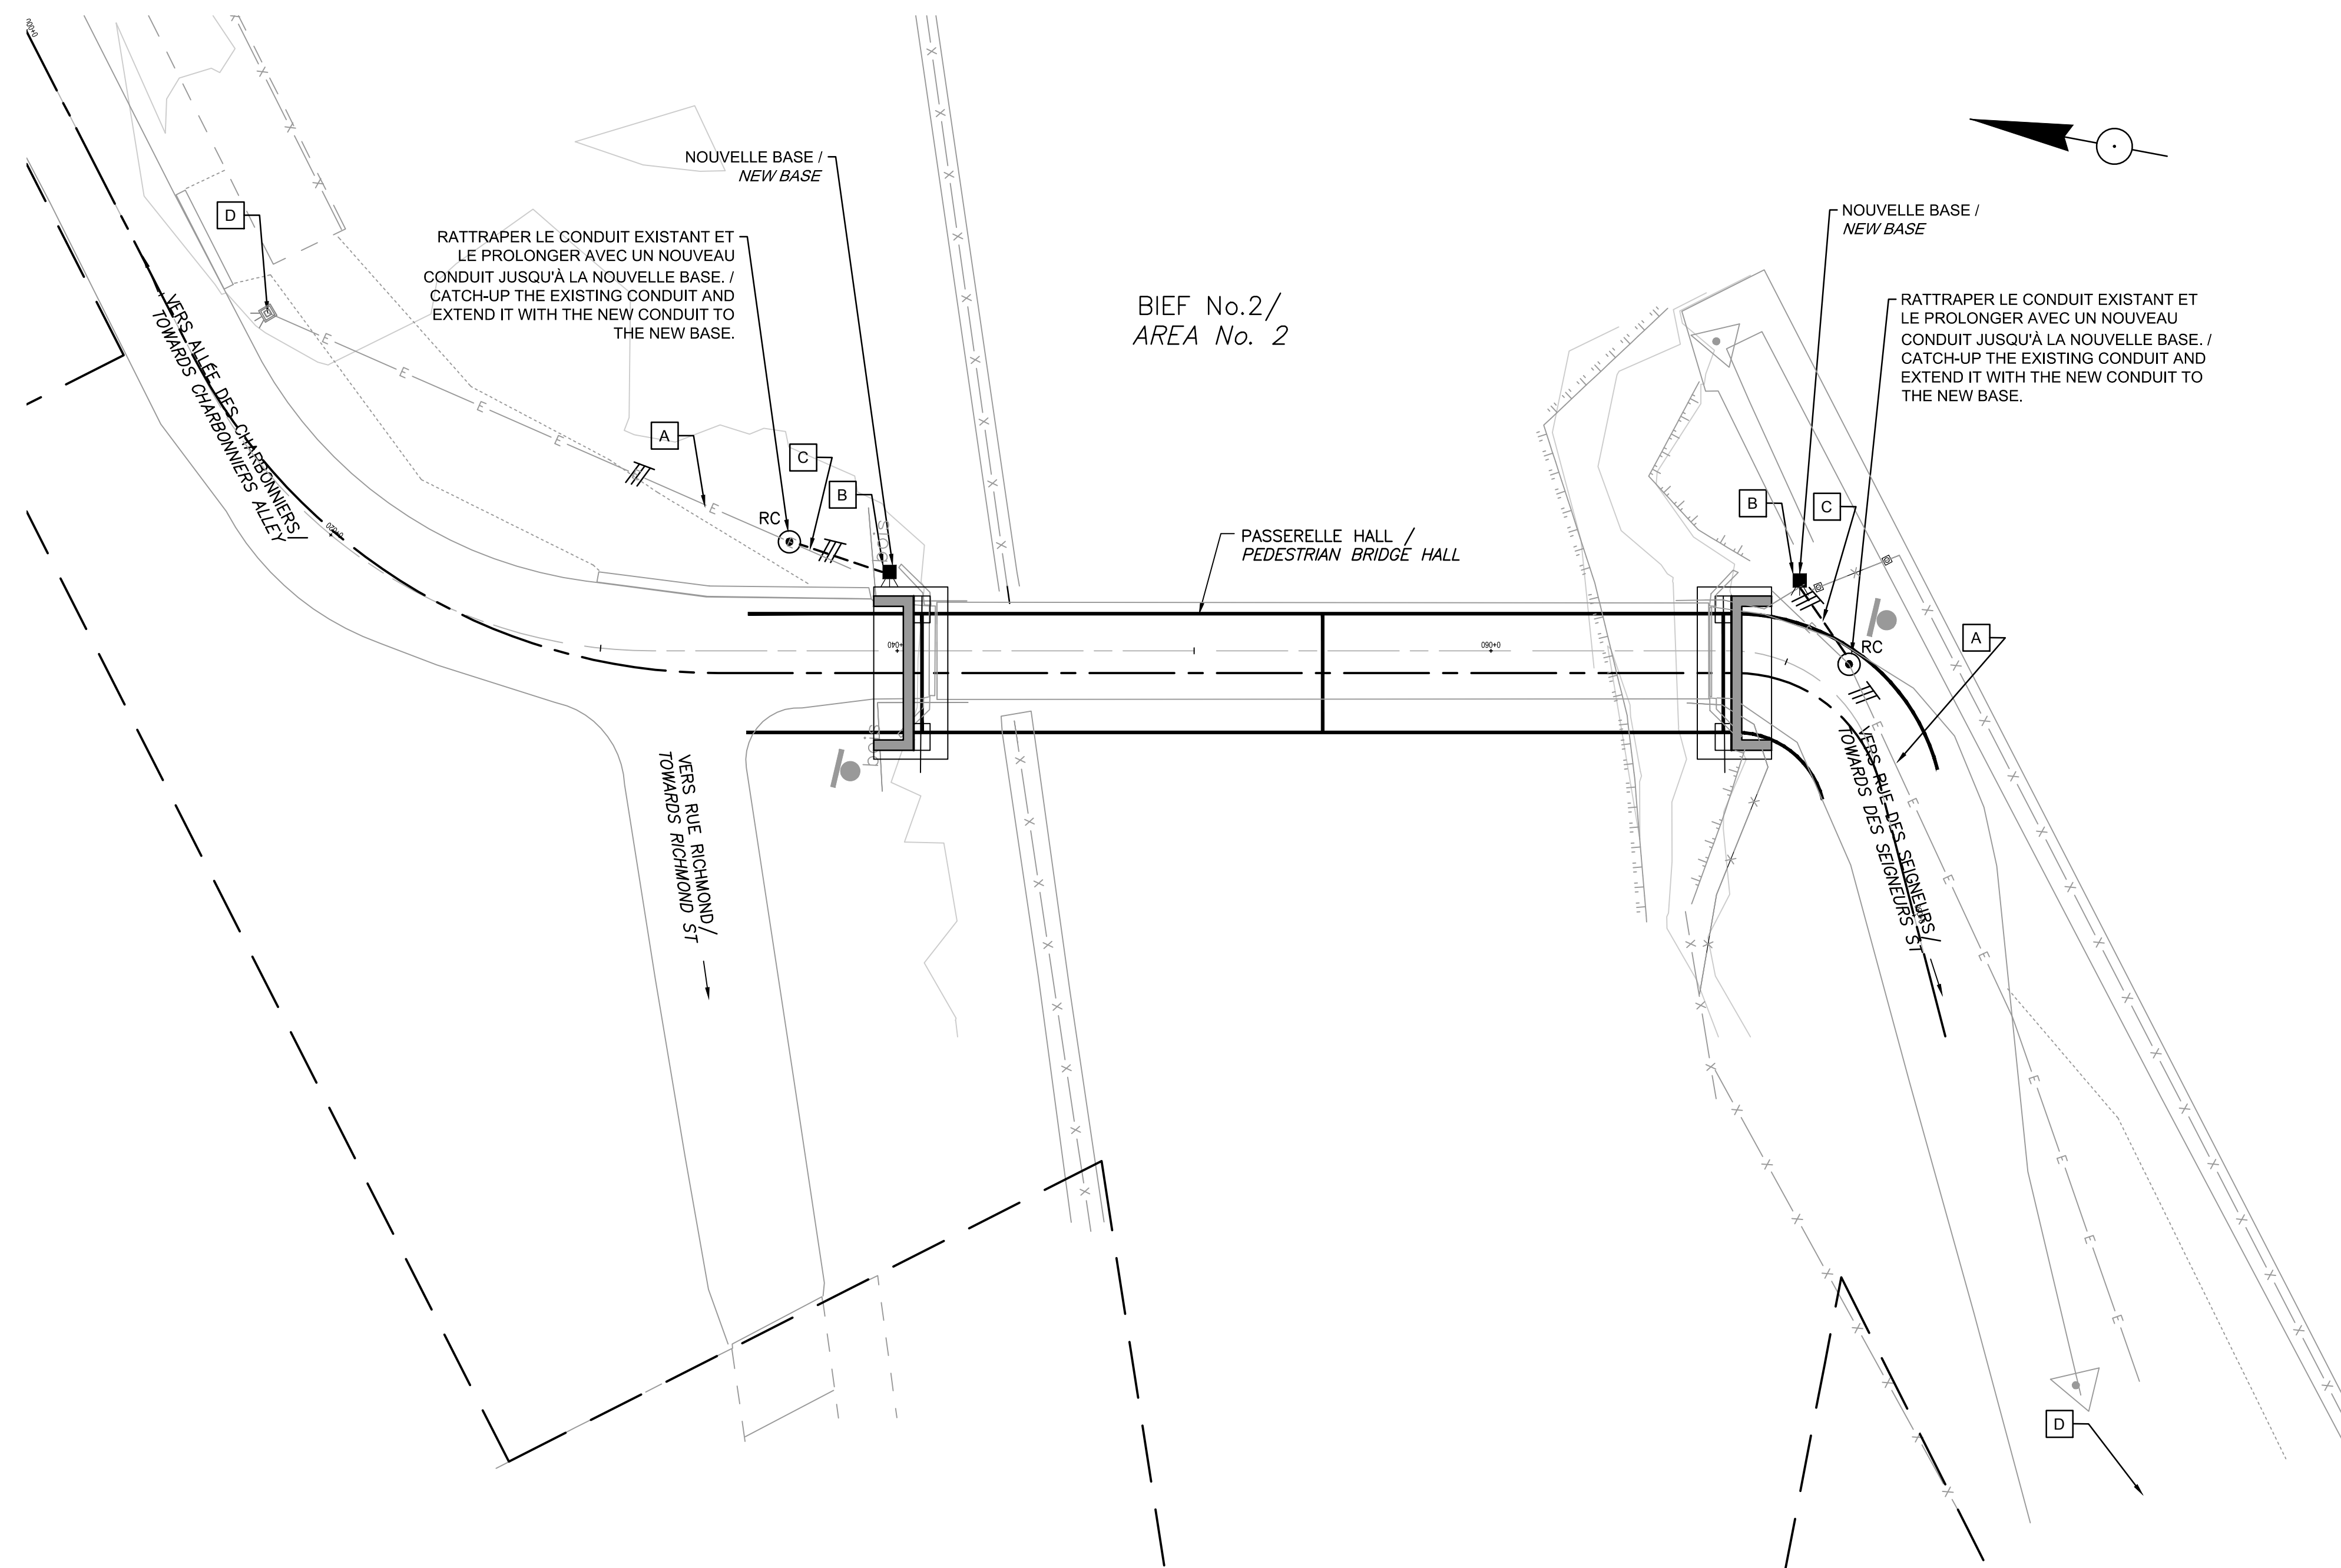 NOUVELLE BASE /
NEW BASE
D
RATTRAPER LE CONDUIT EXISTANT ET
LE PROLONGER AVEC UN NOUVEAU
CONDUIT JUSQU'À LA NOUVELLE BASE. /
CATCH-UP THE EXISTING CONDUIT AND
EXTEND IT WITH THE NEW CONDUIT TO
THE NEW BASE.
NOUVELLE BASE /
NEW BASE
BIEF No.2/
AREA No. 2
RATTRAPER LE CONDUIT EXISTANT ET
LE PROLONGER AVEC UN NOUVEAU
CONDUIT JUSQU'À LA NOUVELLE BASE. /
CATCH-UP THE EXISTING CONDUIT AND
EXTEND IT WITH THE NEW CONDUIT TO
THE NEW BASE.
VERS ALLÉE DES CHARBONNIERS/
TOWARDS CHARBONNIERS ALLEY
A
C
B
RC
B
C
PASSERELLE HALL /
PEDESTRIAN BRIDGE HALL
RC
A
0+020
0+060
VERS RUE RICHMOND/
TOWARDS RICHMOND ST
VERS RUE DES SEIGNEURS/
TOWARDS DES SEIGNEURS ST
D